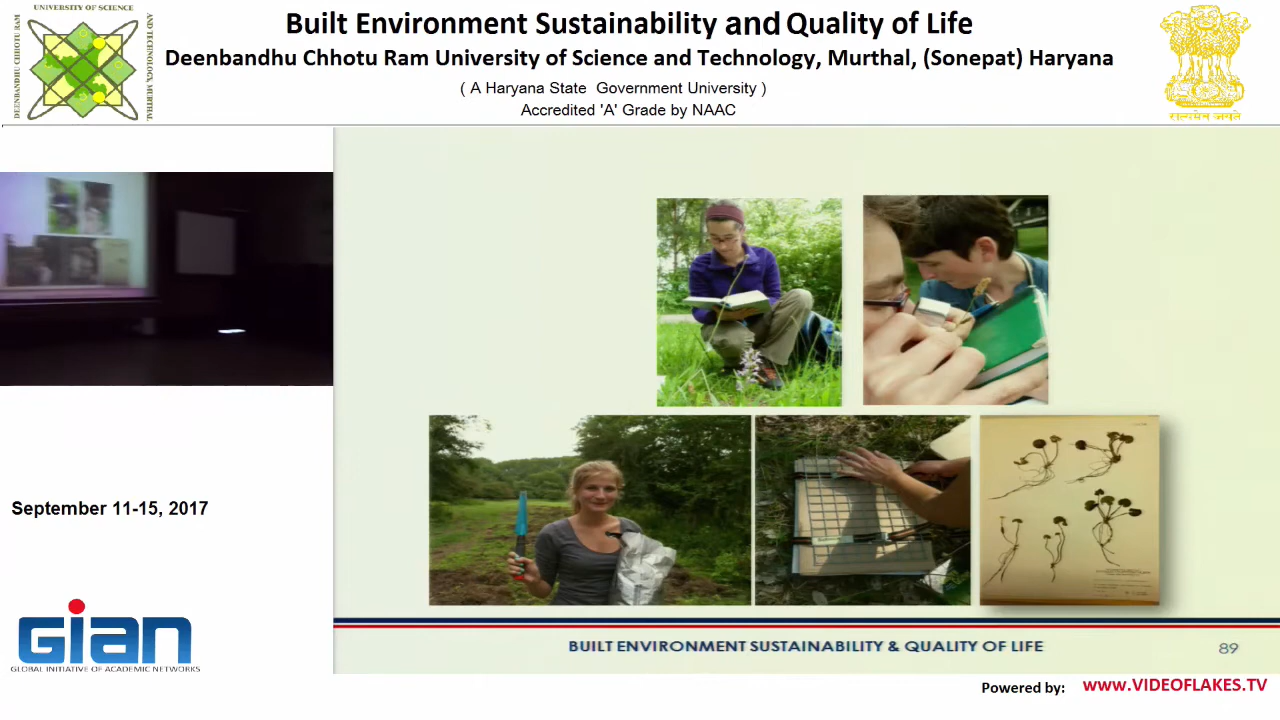 UNIVERSITY OF SCIENCE
DEENBANDHU CHHOTU RAM
AND TECHNOLOGY, MURTHAL
Built Environment Sustainability and Quality of Life
Deenbandhu Chhotu Ram University of Science and Technology, Murthal, (Sonepat) Haryana
( A Haryana State Government University )
Accredited 'A' Grade by NAAC
सत्यमेव जयते
September 11-15, 2017
GIAN
GLOBAL INITIATIVE OF ACADEMIC NETWORKS
BUILT ENVIRONMENT SUSTAINABILITY & QUALITY OF LIFE
89
Powered by:
www.VIDEOFLAKES.TV